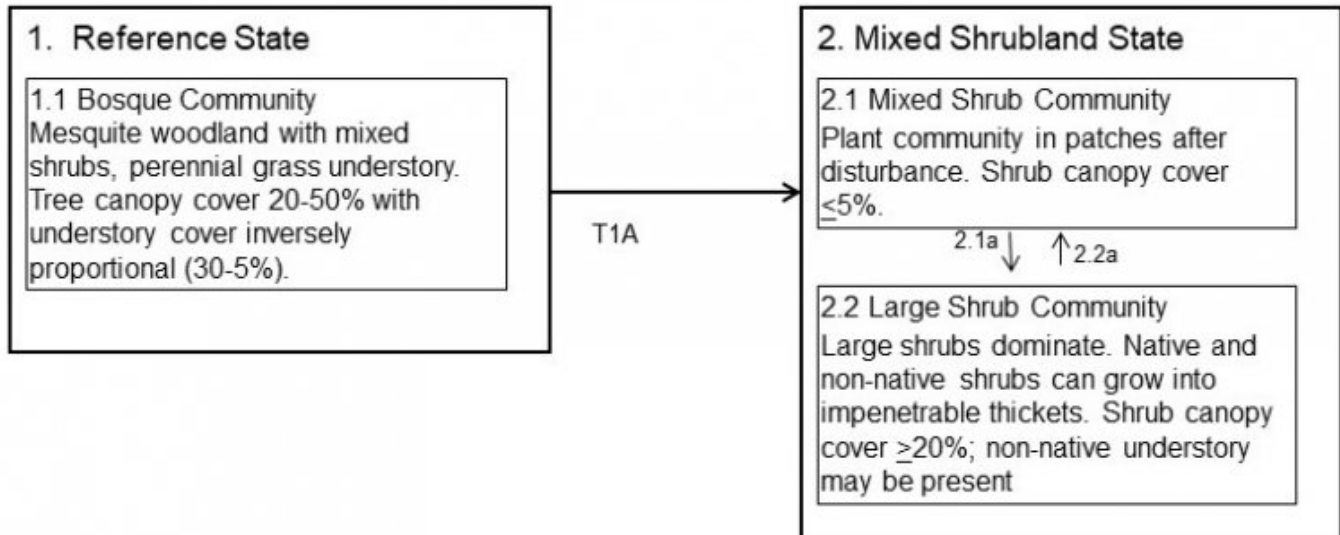 1. Reference State
1.1 Bosque Community
Mesquite woodland with mixed
shrubs, perennial grass understory.
Tree canopy cover 20-50% with
understory cover inversely
proportional (30-5%).
T1A
2. Mixed Shrubland State
2.1 Mixed Shrub Community
Plant community in patches after
disturbance. Shrub canopy cover
≤5%.
2.1a
2.2a
2.2 Large Shrub Community
Large shrubs dominate. Native and
non-native shrubs can grow into
impenetrable thickets. Shrub canopy
cover ≥20%; non-native understory
may be present